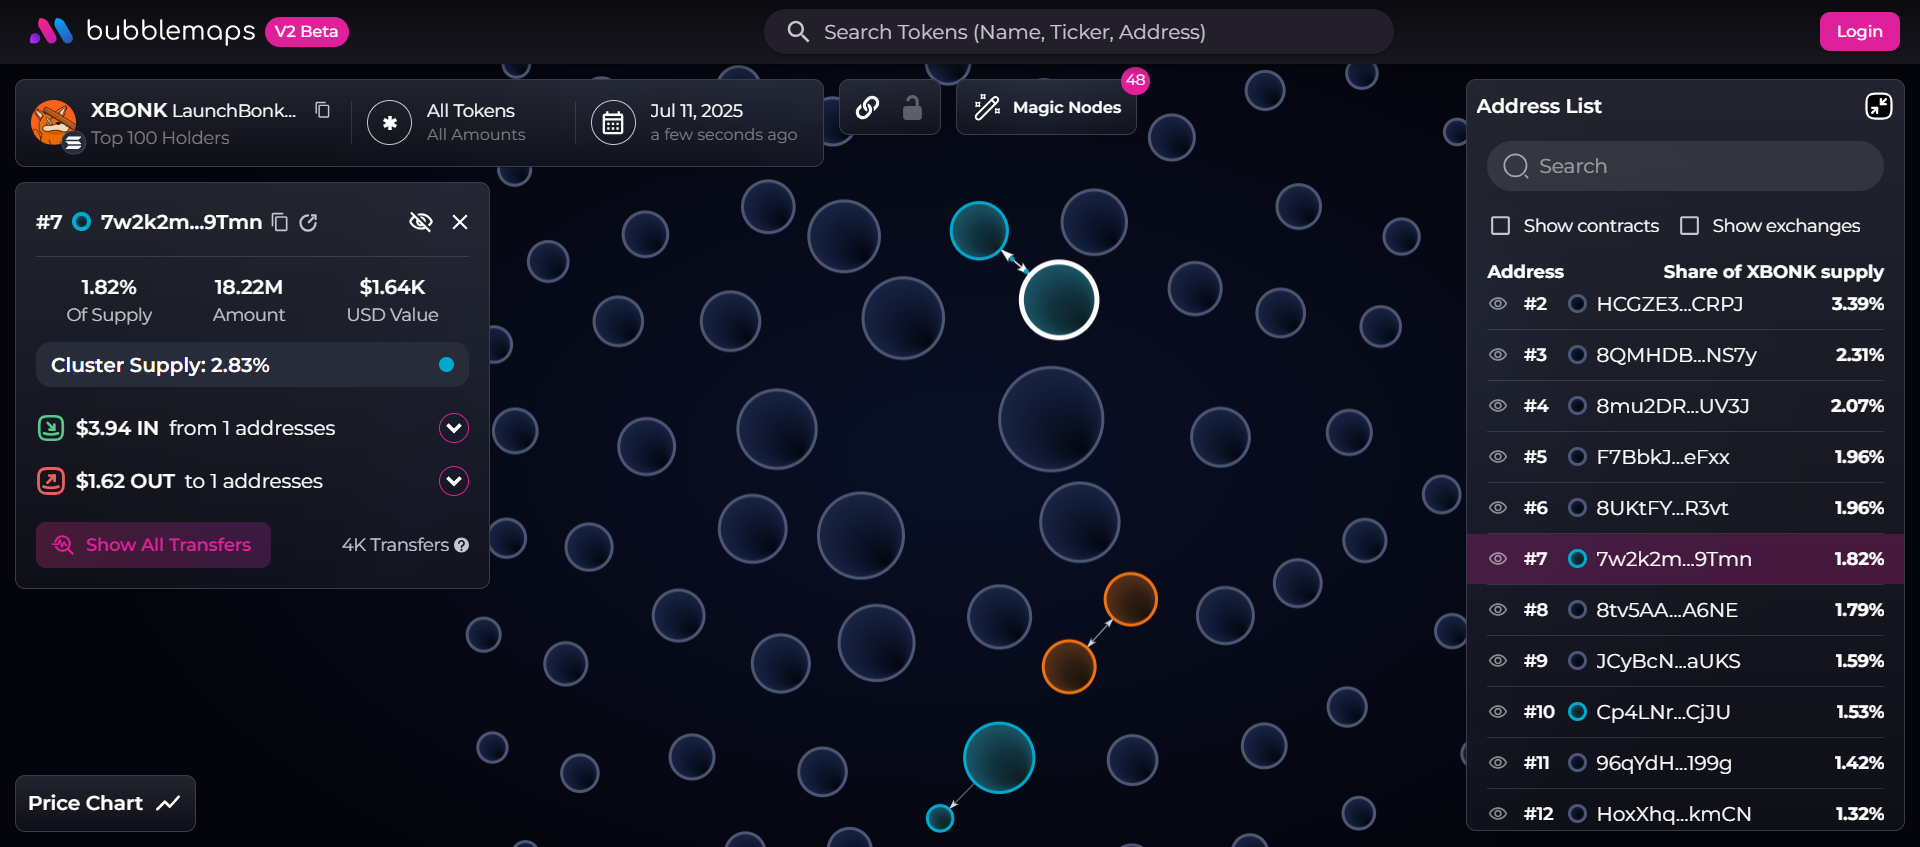 bubblemaps V2 Beta
Search Tokens (Name, Ticker, Address)
Login
XBONK LaunchBonk...
Top 100 Holders
All Tokens
All Amounts
Jul 11, 2025
a few seconds ago
48
Magic Nodes
#7 7w2k2m...9Tmn
1.82% 18.22M $1.64K
Of Supply Amount USD Value
Cluster Supply: 2.83%
$3.94 IN from 1 addresses
$1.62 OUT to 1 addresses
Show All Transfers 4K Transfers ?
Price Chart
Address List
Search
Show contracts Show exchanges
Address Share of XBONK supply
#2 HCGZE3...CRPJ 3.39%
#3 8QMHDB...NS7y 2.31%
#4 8mu2DR...UV3J 2.07%
#5 F7BbkJ...eFxx 1.96%
#6 8UKtFY...R3vt 1.96%
#7 7w2k2m...9Tmn 1.82%
#8 8tv5AA...A6NE 1.79%
#9 JCyBcN...aUKS 1.59%
#10 Cp4LNr...CjJU 1.53%
#11 96qYdH...199g 1.42%
#12 HoxXhq...kmCN 1.32%